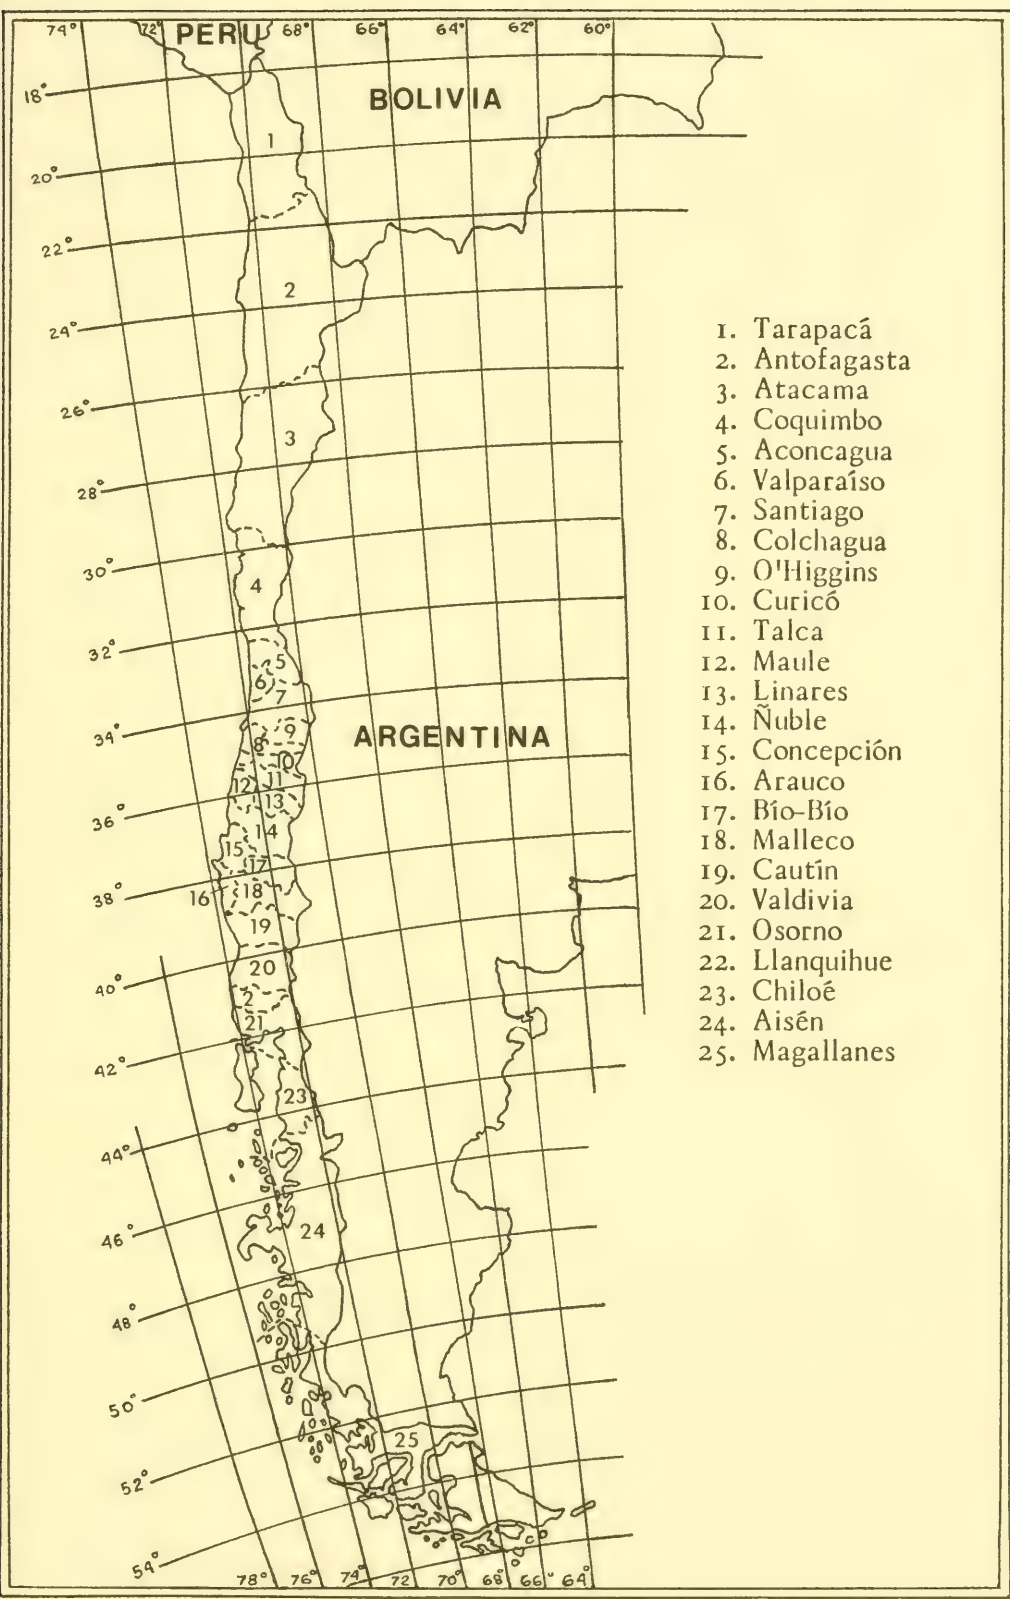 74° 72° PERU 68° 66° 64° 62° 60°
18°
BOLIVIA
1
20°
22°
2
24°
26°
3
28°
30°
4
32°
5
6
7
34°
9
ARGENTINA
8
10
11
12
13
36°
14
15
17
16
18
38°
19
20
40°
2
21
42°
23
44°
24
46°
48°
50°
25
52°
54°
78° 76° 74° 72 70° 68° 66° 64°
1. Tarapacá
2. Antofagasta
3. Atacama
4. Coquimbo
5. Aconcagua
6. Valparaíso
7. Santiago
8. Colchagua
9. O'Higgins
10. Curicó
11. Talca
12. Maule
13. Linares
14. Ñuble
15. Concepción
16. Arauco
17. Bío-Bío
18. Malleco
19. Cautín
20. Valdivia
21. Osorno
22. Llanquihue
23. Chiloé
24. Aisén
25. Magallanes